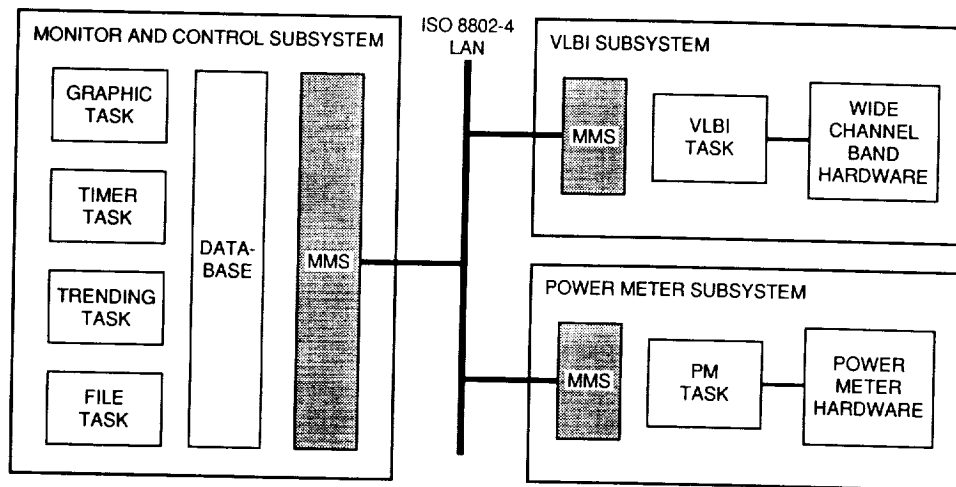 MONITOR AND CONTROL SUBSYSTEM
GRAPHIC
TASK
TIMER
TASK
TRENDING
TASK
FILE
TASK
DATA-
BASE
MMS
ISO 8802-4
LAN
VLBI SUBSYSTEM
MMS
VLBI
TASK
WIDE
CHANNEL
BAND
HARDWARE
POWER METER SUBSYSTEM
MMS
PM
TASK
POWER
METER
HARDWARE